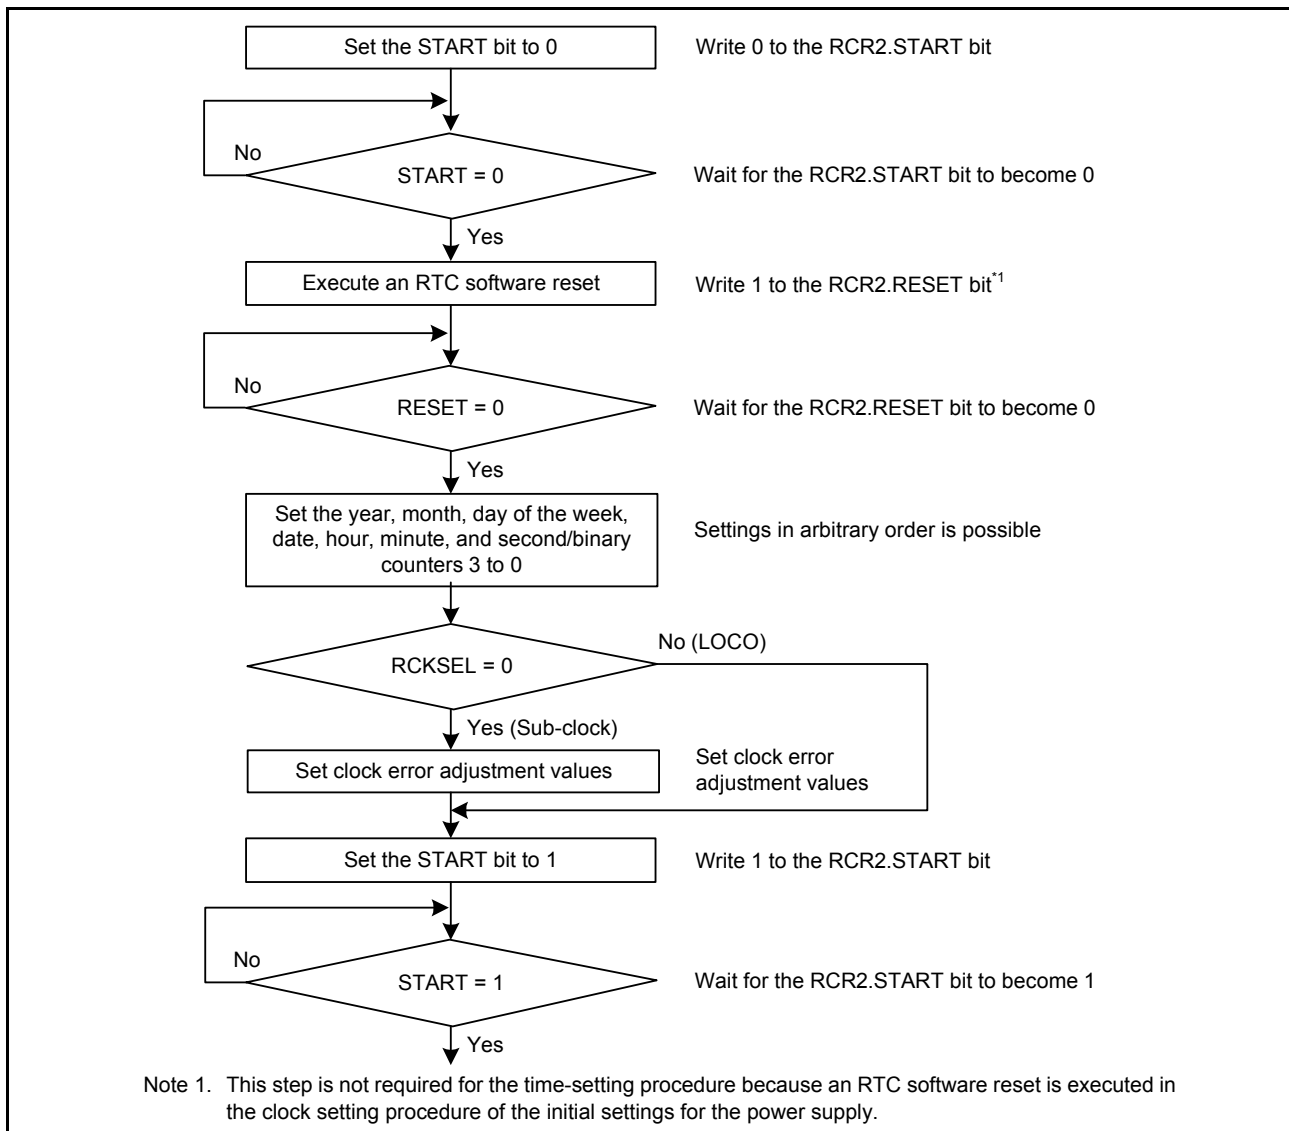 Set the START bit to 0
Write 0 to the RCR2.START bit
No
START = 0
Wait for the RCR2.START bit to become 0
Yes
Execute an RTC software reset
Write 1 to the RCR2.RESET bit*1
No
RESET = 0
Wait for the RCR2.RESET bit to become 0
Yes
Set the year, month, day of the week,
date, hour, minute, and second/binary
counters 3 to 0
Settings in arbitrary order is possible
No (LOCO)
RCKSEL = 0
Yes (Sub-clock)
Set clock error adjustment values
Set clock error
adjustment values
Set the START bit to 1
Write 1 to the RCR2.START bit
No
START = 1
Wait for the RCR2.START bit to become 1
Yes
Note 1. This step is not required for the time-setting procedure because an RTC software reset is executed in
the clock setting procedure of the initial settings for the power supply.